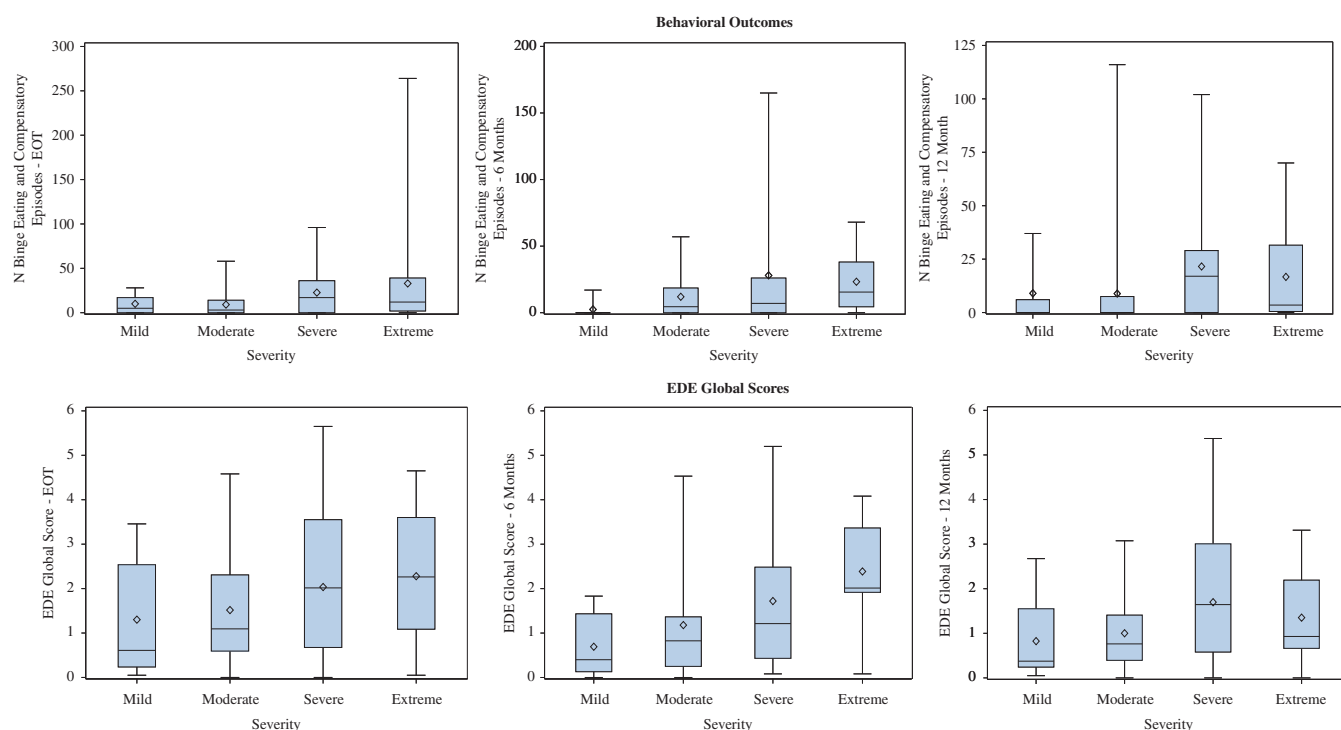 Behavioral Outcomes
N Binge Eating and Compensatory
Episodes - EOT
300
250
200
150
100
50
0
Mild Moderate Severe Extreme
Severity
N Binge Eating and Compensatory
Episodes - 6 Months
200
150
100
50
0
Mild Moderate Severe Extreme
Severity
N Binge Eating and Compensatory
Episodes - 12 Month
125
100
75
50
25
0
Mild Moderate Severe Extreme
Severity
EDE Global Scores
EDE Global Score - EOT
6
5
4
3
2
1
0
Mild Moderate Severe Extreme
Severity
EDE Global Score - 6 Months
6
5
4
3
2
1
0
Mild Moderate Severe Extreme
Severity
EDE Global Score - 12 Months
6
5
4
3
2
1
0
Mild Moderate Severe Extreme
Severity